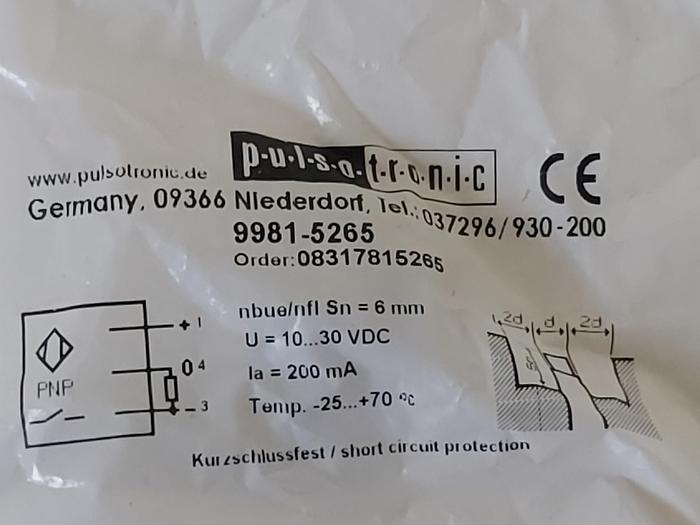 p·u·l·s·o·t·r·o·n·i·c CE
www.pulsotronic.de
Germany, 09366 Niederdorf, Tel.: 037296/930-200
9981-5265
Order: 08317815265
nbue/nfl Sn = 6 mm
U = 10...30 VDC
Ia = 200 mA
Temp. -25...+70 °C
+ 1
0 4
PNP
- 3
2d d 2d
Sn
Kurzschlussfest / short circuit protection